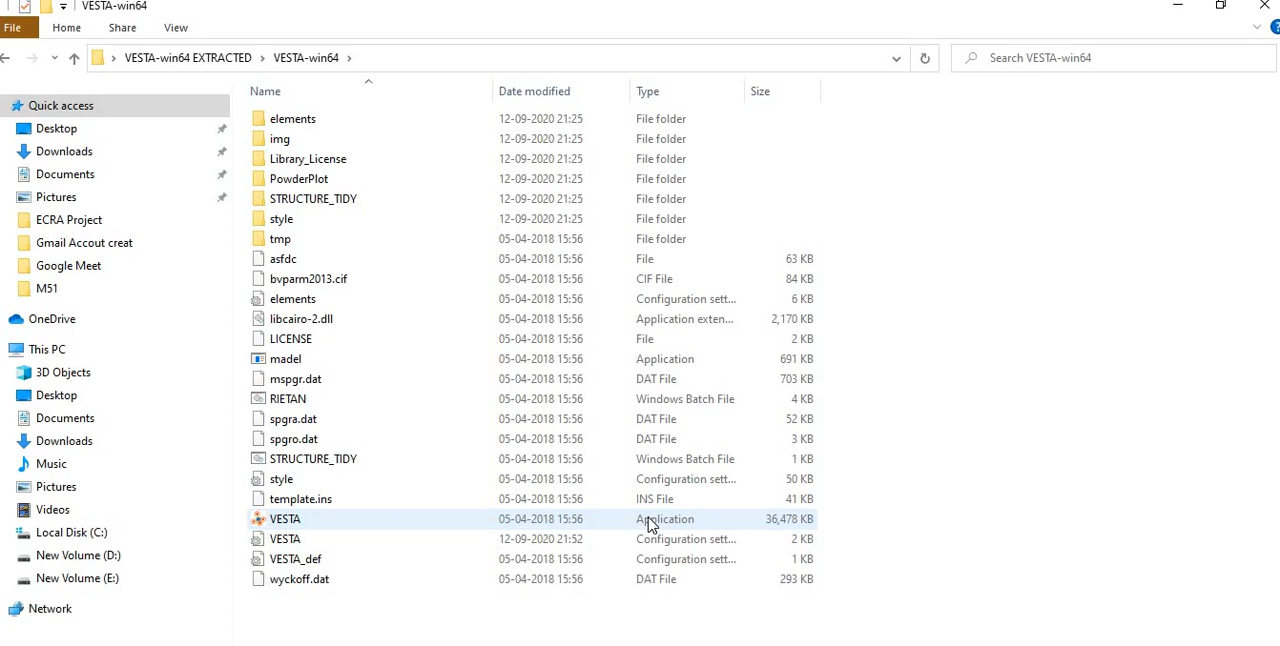 VESTA-win64
File Home Share View
VESTA-win64 EXTRACTED > VESTA-win64 > Search VESTA-win64
Name Date modified Type Size
Quick access
Desktop
Downloads
Documents
Pictures
ECRA Project
Gmail Accout creat
Google Meet
M51
OneDrive
This PC
3D Objects
Desktop
Documents
Downloads
Music
Pictures
Videos
Local Disk (C:)
New Volume (D:)
New Volume (E:)
Network
elements 12-09-2020 21:25 File folder
img 12-09-2020 21:25 File folder
Library_License 12-09-2020 21:25 File folder
PowderPlot 12-09-2020 21:25 File folder
STRUCTURE_TIDY 12-09-2020 21:25 File folder
style 12-09-2020 21:25 File folder
tmp 05-04-2018 15:56 File folder
asfdc 05-04-2018 15:56 File 63 KB
bvparm2013.cif 05-04-2018 15:56 CIF File 84 KB
elements 05-04-2018 15:56 Configuration sett... 6 KB
libcairo-2.dll 05-04-2018 15:56 Application exten... 2,170 KB
LICENSE 05-04-2018 15:56 File 2 KB
madel 05-04-2018 15:56 Application 691 KB
mspgr.dat 05-04-2018 15:56 DAT File 703 KB
RIETAN 05-04-2018 15:56 Windows Batch File 4 KB
spgra.dat 05-04-2018 15:56 DAT File 52 KB
spgro.dat 05-04-2018 15:56 DAT File 3 KB
STRUCTURE_TIDY 05-04-2018 15:56 Windows Batch File 1 KB
style 05-04-2018 15:56 Configuration sett... 50 KB
template.ins 05-04-2018 15:56 INS File 41 KB
VESTA 05-04-2018 15:56 Application 36,478 KB
VESTA 12-09-2020 21:52 Configuration sett... 2 KB
VESTA_def 05-04-2018 15:56 Configuration sett... 1 KB
wyckoff.dat 05-04-2018 15:56 DAT File 293 KB